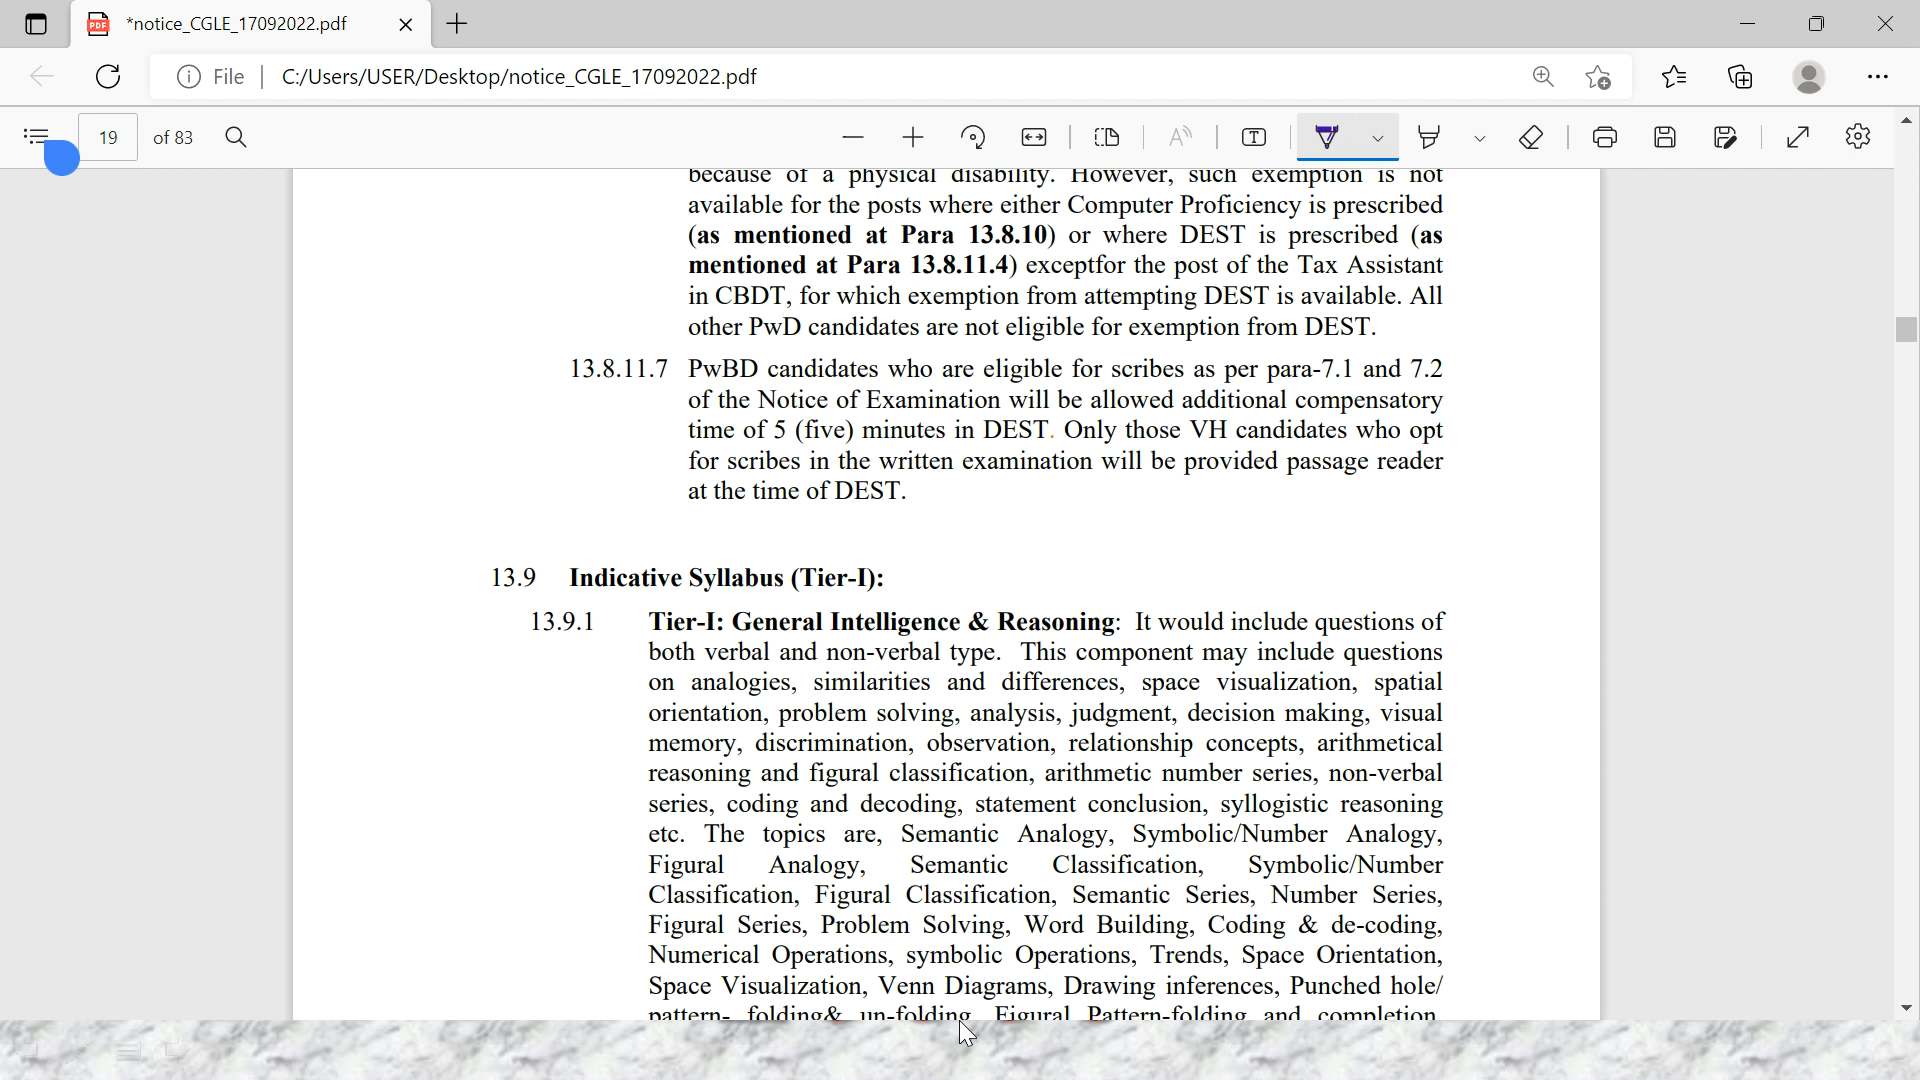 *notice_CGLE_17092022.pdf
File C:/Users/USER/Desktop/notice_CGLE_17092022.pdf
19 of 83
because of a physical disability. However, such exemption is not
available for the posts where either Computer Proficiency is prescribed
(as mentioned at Para 13.8.10) or where DEST is prescribed (as
mentioned at Para 13.8.11.4) exceptfor the post of the Tax Assistant
in CBDT, for which exemption from attempting DEST is available. All
other PwD candidates are not eligible for exemption from DEST.
13.8.11.7 PwBD candidates who are eligible for scribes as per para-7.1 and 7.2
of the Notice of Examination will be allowed additional compensatory
time of 5 (five) minutes in DEST. Only those VH candidates who opt
for scribes in the written examination will be provided passage reader
at the time of DEST.
13.9 Indicative Syllabus (Tier-I):
13.9.1 Tier-I: General Intelligence & Reasoning: It would include questions of
both verbal and non-verbal type. This component may include questions
on analogies, similarities and differences, space visualization, spatial
orientation, problem solving, analysis, judgment, decision making, visual
memory, discrimination, observation, relationship concepts, arithmetical
reasoning and figural classification, arithmetic number series, non-verbal
series, coding and decoding, statement conclusion, syllogistic reasoning
etc. The topics are, Semantic Analogy, Symbolic/Number Analogy,
Figural Analogy, Semantic Classification, Symbolic/Number
Classification, Figural Classification, Semantic Series, Number Series,
Figural Series, Problem Solving, Word Building, Coding & de-coding,
Numerical Operations, symbolic Operations, Trends, Space Orientation,
Space Visualization, Venn Diagrams, Drawing inferences, Punched hole/
pattern- folding& un-folding, Figural Pattern-folding and completion,